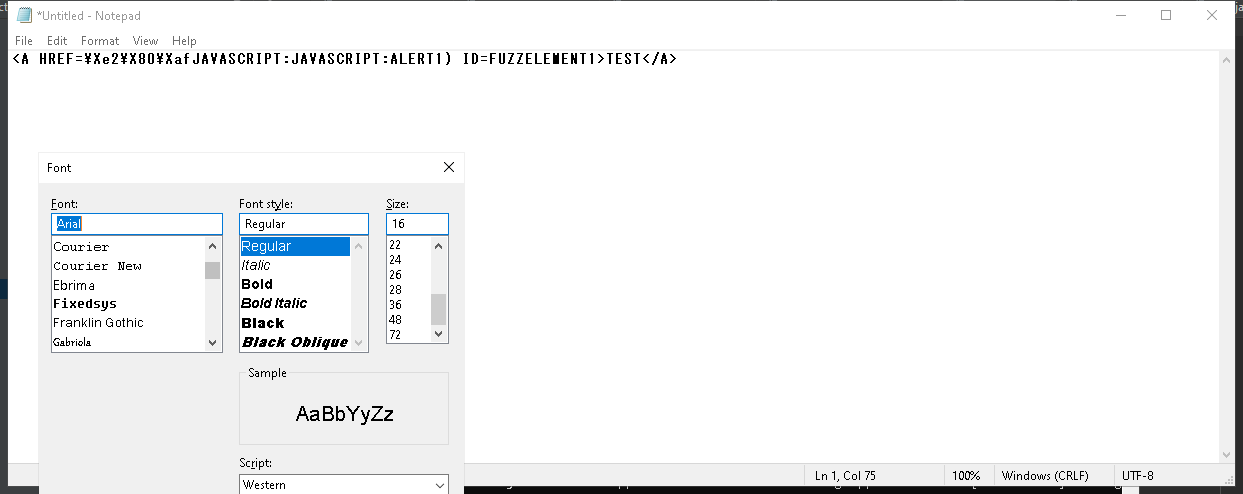 *Untitled - Notepad
File Edit Format View Help
<A HREF=¥Xe2¥X80¥XafJAVASCRIPT:JAVASCRIPT:ALERT1) ID=FUZZELEMENT1>TEST</A>
Font
Font: Font style: Size:
Arial Regular 16
Courier Regular 22
Courier New Italic 24
Ebrima Bold 26
Fixedsys Bold Italic 28
Franklin Gothic Black 36
Gabriola Black Oblique 48
72
Sample
AaBbYyZz
Script:
Western
Ln 1, Col 75 100% Windows (CRLF) UTF-8